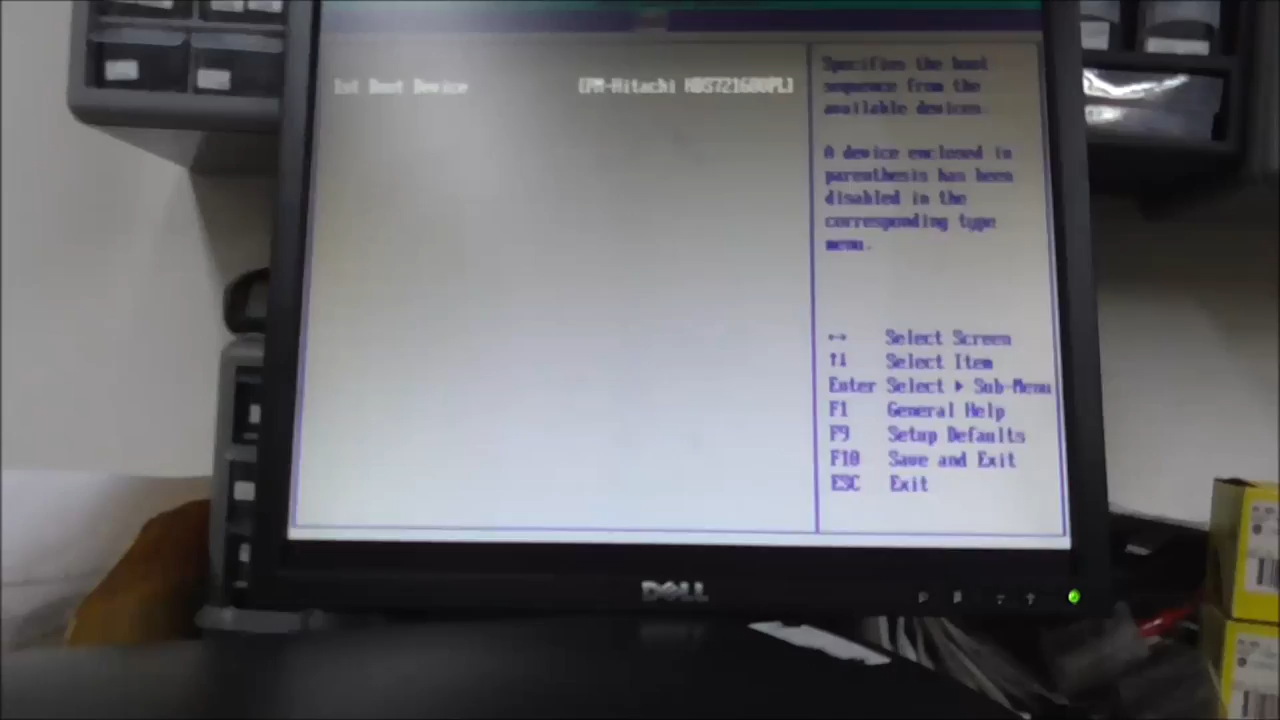 1st Boot Device [PM-Hitachi HDS721680PL]
Specifies the boot
sequence from the
available devices.
A device enclosed in
parenthesis has been
disabled in the
corresponding type
menu.
↔ Select Screen
↑↓ Select Item
Enter Select ▸ Sub-Menu
F1 General Help
F9 Setup Defaults
F10 Save and Exit
ESC Exit
DELL